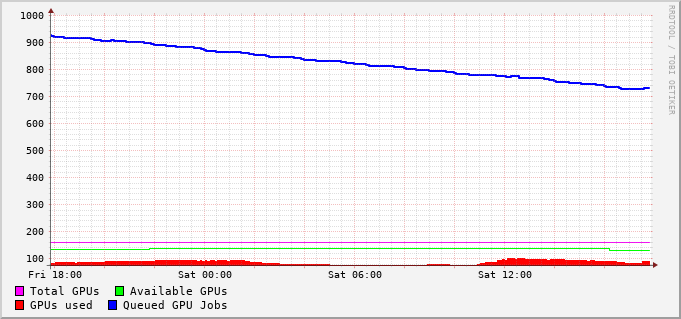 1000
900
800
700
600
500
400
300
200
100
Fri 18:00 Sat 00:00 Sat 06:00 Sat 12:00
Total GPUs Available GPUs
GPUs used Queued GPU Jobs
RRDTOOL / TOBI OETIKER